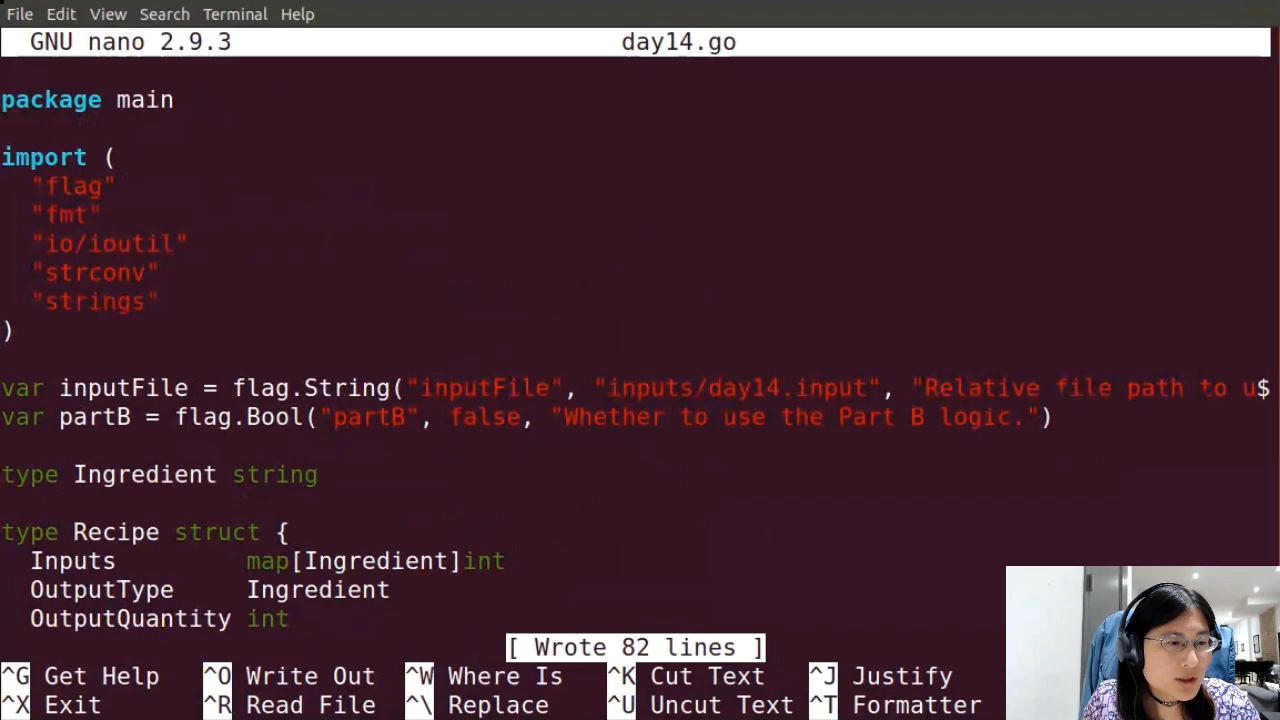 File Edit View Search Terminal Help
GNU nano 2.9.3 day14.go
package main
import (
"flag"
"fmt"
"io/ioutil"
"strconv"
"strings"
)
var inputFile = flag.String("inputFile", "inputs/day14.input", "Relative file path to u$
var partB = flag.Bool("partB", false, "Whether to use the Part B logic.")
type Ingredient string
type Recipe struct {
Inputs map[Ingredient]int
OutputType Ingredient
OutputQuantity int
[ Wrote 82 lines ]
^G Get Help ^O Write Out ^W Where Is ^K Cut Text ^J Justify
^X Exit ^R Read File ^\ Replace ^U Uncut Text ^T Formatter